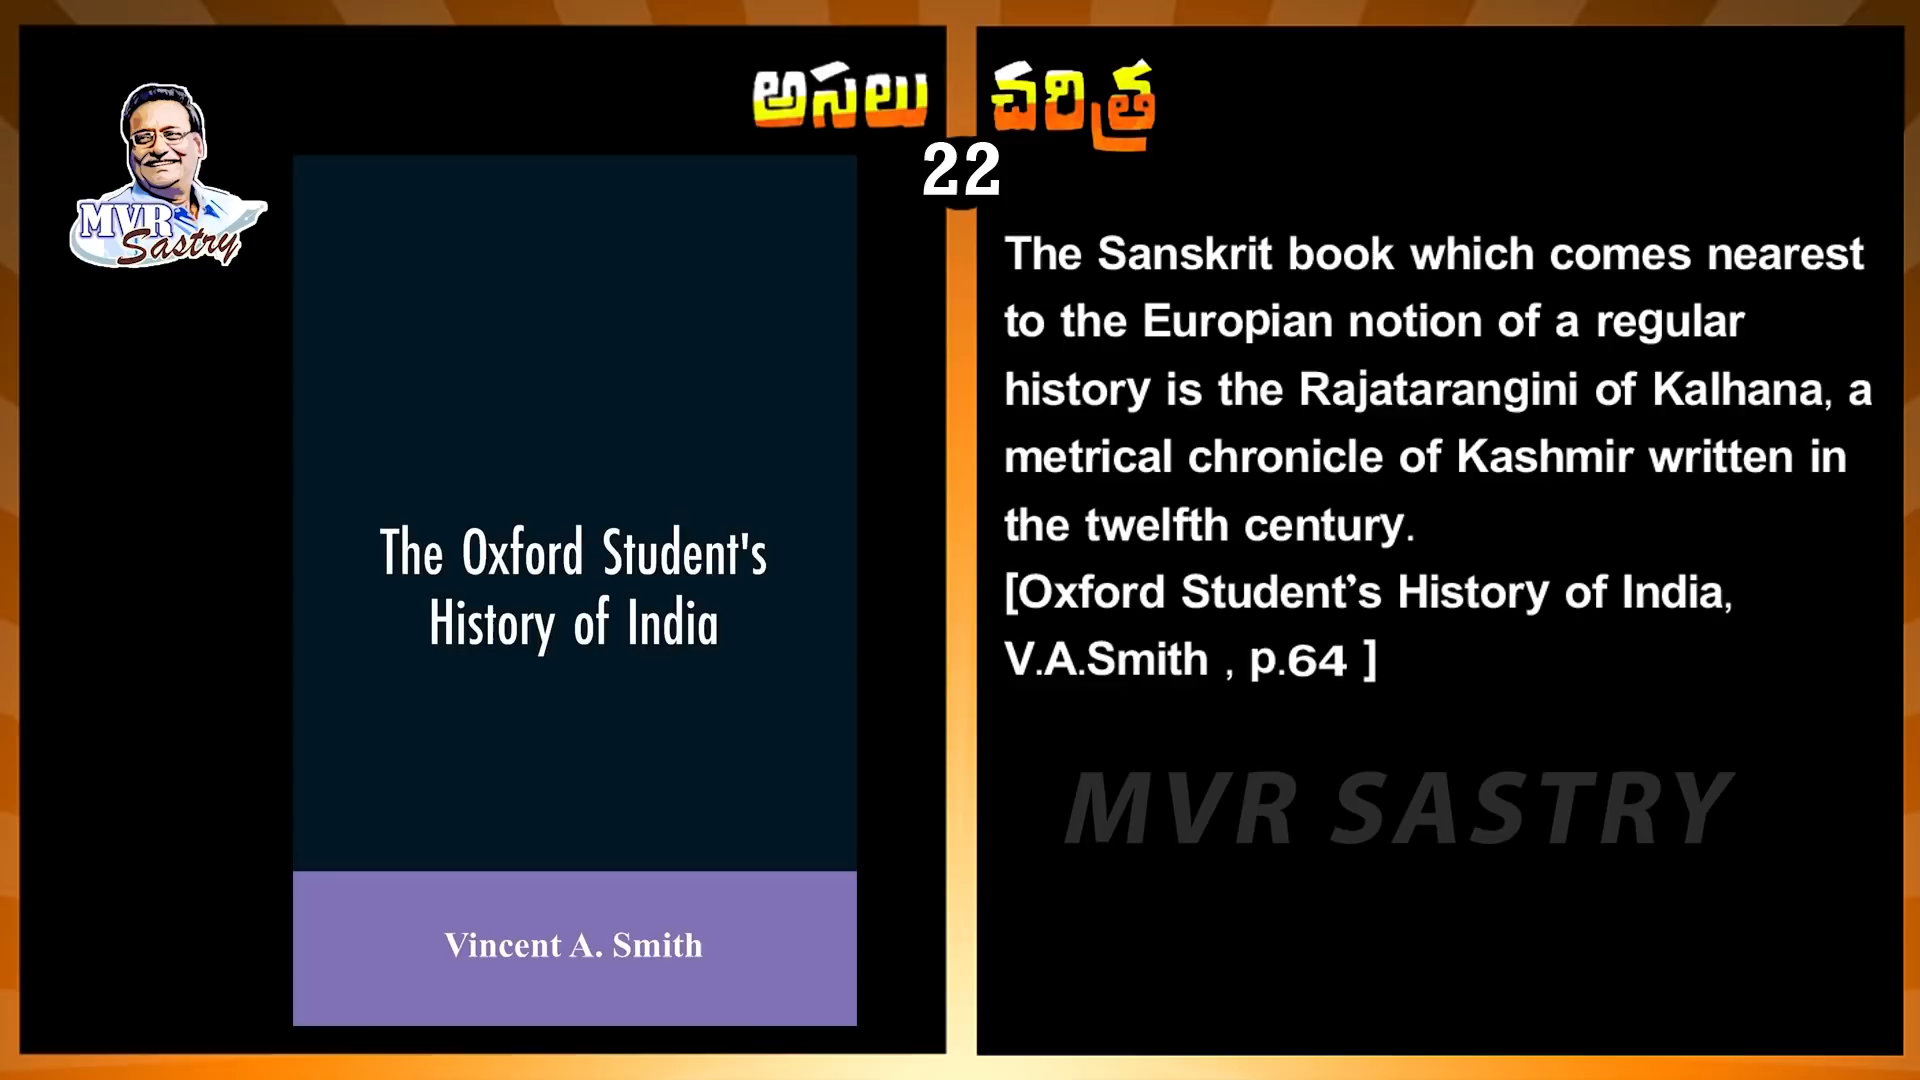 అసలు చరిత్ర
22
MVR
Sastry
The Oxford Student's
History of India
Vincent A. Smith
The Sanskrit book which comes nearest
to the Europian notion of a regular
history is the Rajatarangini of Kalhana, a
metrical chronicle of Kashmir written in
the twelfth century.
[Oxford Student’s History of India,
V.A.Smith , p.64 ]
MVR SASTRY